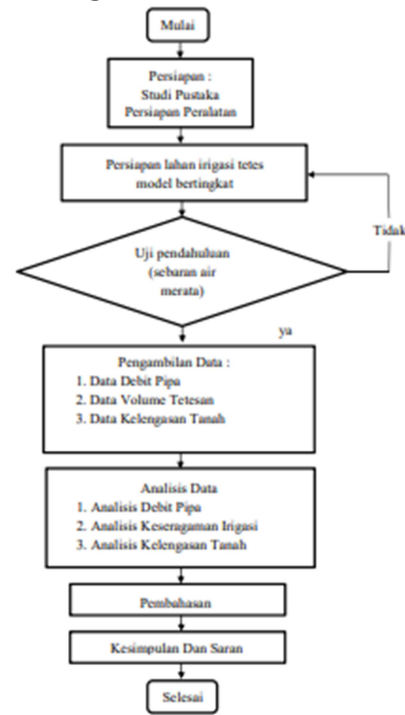 Mulai
Persiapan :
Studi Pustaka
Persiapan Peralatan
Persiapan lahan irigasi tetes
model bertingkat
Uji pendahuluan
(sebaran air
merata)
Tidak
ya
Pengambilan Data :
1. Data Debit Pipa
2. Data Volume Tetesan
3. Data Kelengasan Tanah
Analisis Data
1. Analisis Debit Pipa
2. Analisis Keseragaman Irigasi
3. Analisis Kelengasan Tanah
Pembahasan
Kesimpulan Dan Saran
Selesai